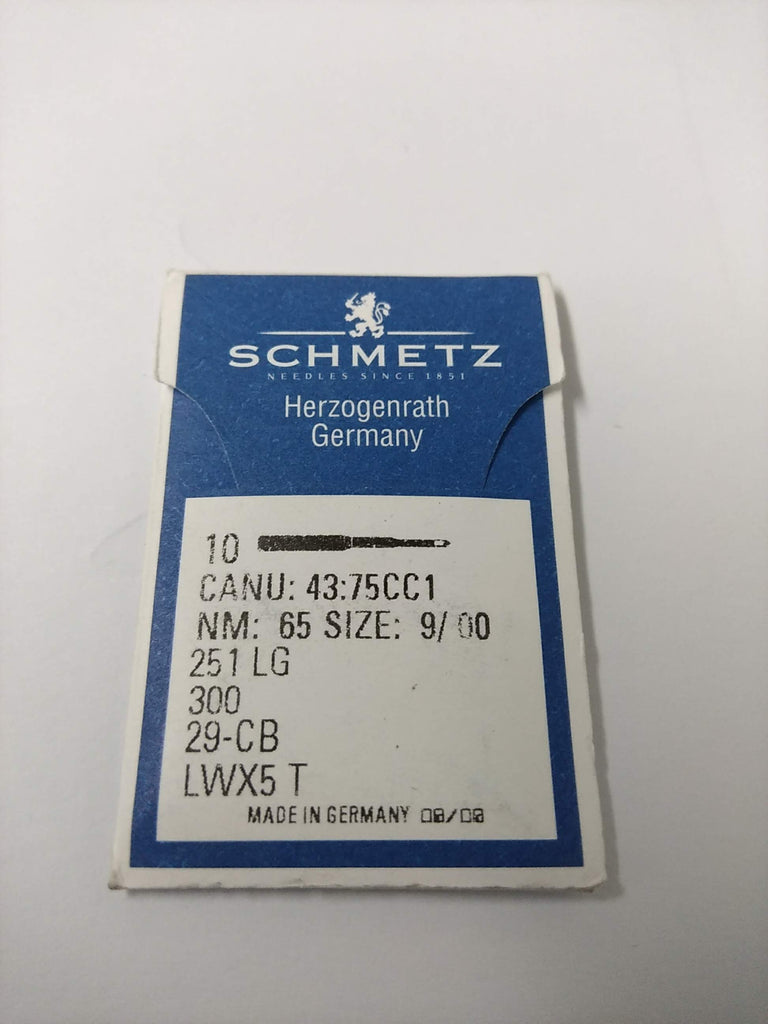 SCHMETZ
NEEDLES SINCE 1851
Herzogenrath
Germany
10
CANU: 43:75CC1
NM: 65 SIZE: 9/ 00
251 LG
300
29-CB
LWX5 T
MADE IN GERMANY